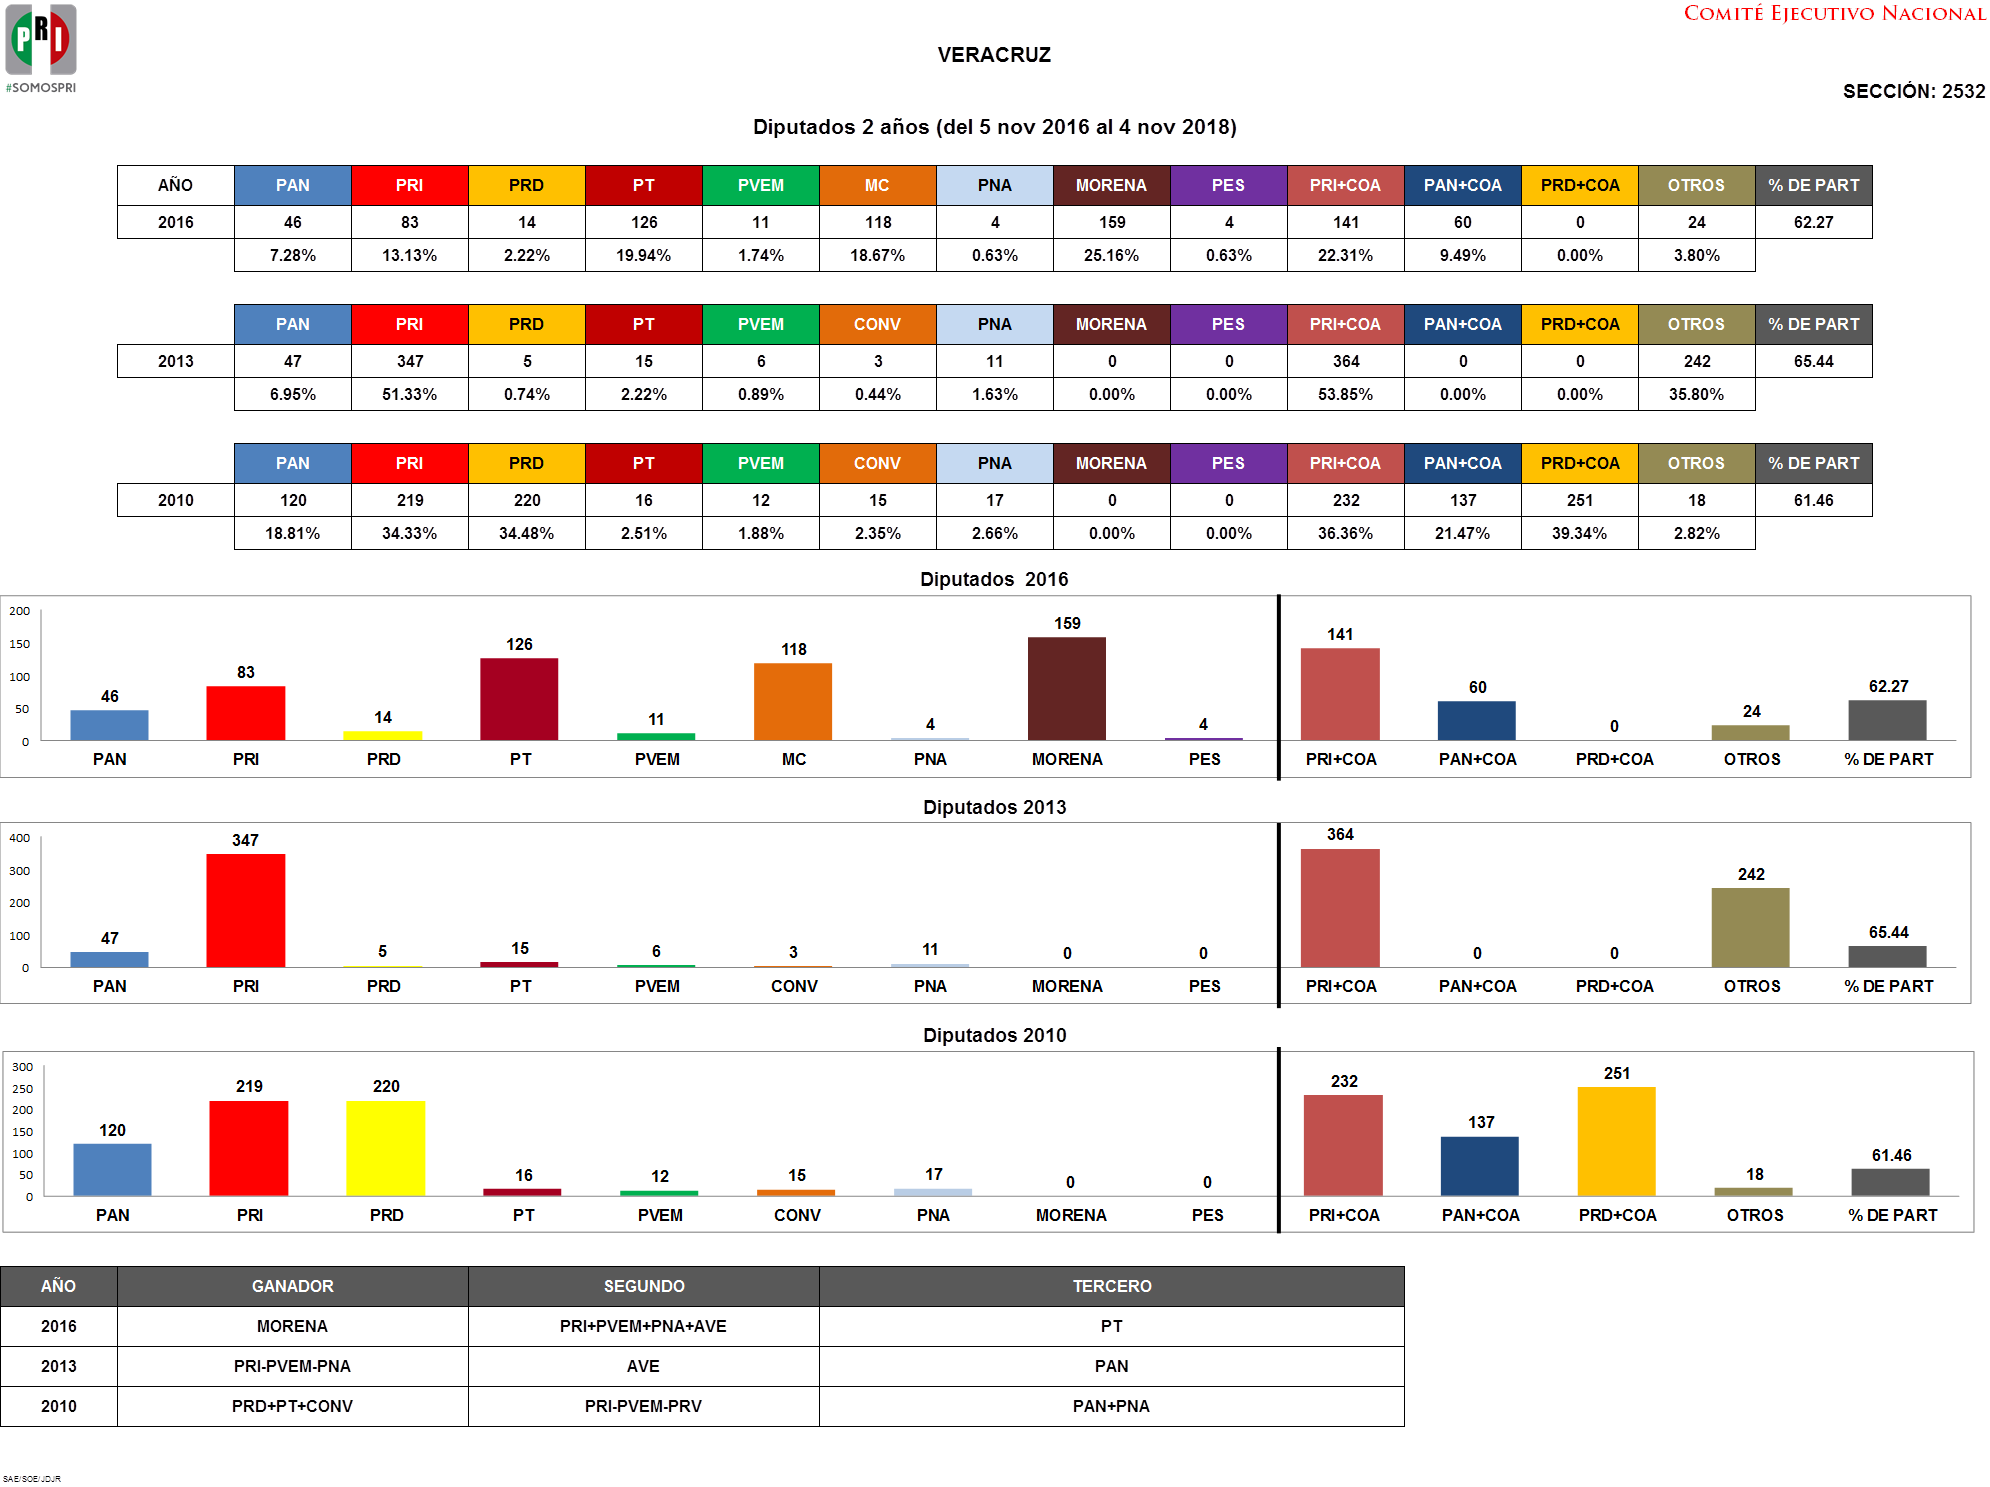 PRI
#SOMOSPRI
COMITÉ EJECUTIVO NACIONAL
VERACRUZ
SECCIÓN: 2532
Diputados 2 años (del 5 nov 2016 al 4 nov 2018)
AÑO PAN PRI PRD PT PVEM MC PNA MORENA PES PRI+COA PAN+COA PRD+COA OTROS % DE PART
2016 46 83 14 126 11 118 4 159 4 141 60 0 24 62.27
7.28% 13.13% 2.22% 19.94% 1.74% 18.67% 0.63% 25.16% 0.63% 22.31% 9.49% 0.00% 3.80%
PAN PRI PRD PT PVEM CONV PNA MORENA PES PRI+COA PAN+COA PRD+COA OTROS % DE PART
2013 47 347 5 15 6 3 11 0 0 364 0 0 242 65.44
6.95% 51.33% 0.74% 2.22% 0.89% 0.44% 1.63% 0.00% 0.00% 53.85% 0.00% 0.00% 35.80%
PAN PRI PRD PT PVEM CONV PNA MORENA PES PRI+COA PAN+COA PRD+COA OTROS % DE PART
2010 120 219 220 16 12 15 17 0 0 232 137 251 18 61.46
18.81% 34.33% 34.48% 2.51% 1.88% 2.35% 2.66% 0.00% 0.00% 36.36% 21.47% 39.34% 2.82%
Diputados 2016
200
150
100
50
0
46 83 14 126 11 118 4 159 4 141 60 0 24 62.27
PAN PRI PRD PT PVEM MC PNA MORENA PES PRI+COA PAN+COA PRD+COA OTROS % DE PART
Diputados 2013
400
300
200
100
0
47 347 5 15 6 3 11 0 0 364 0 0 242 65.44
PAN PRI PRD PT PVEM CONV PNA MORENA PES PRI+COA PAN+COA PRD+COA OTROS % DE PART
Diputados 2010
300
250
200
150
100
50
0
120 219 220 16 12 15 17 0 0 232 137 251 18 61.46
PAN PRI PRD PT PVEM CONV PNA MORENA PES PRI+COA PAN+COA PRD+COA OTROS % DE PART
AÑO GANADOR SEGUNDO TERCERO
2016 MORENA PRI+PVEM+PNA+AVE PT
2013 PRI-PVEM-PNA AVE PAN
2010 PRD+PT+CONV PRI-PVEM-PRV PAN+PNA
SAE/SOE/JDJR